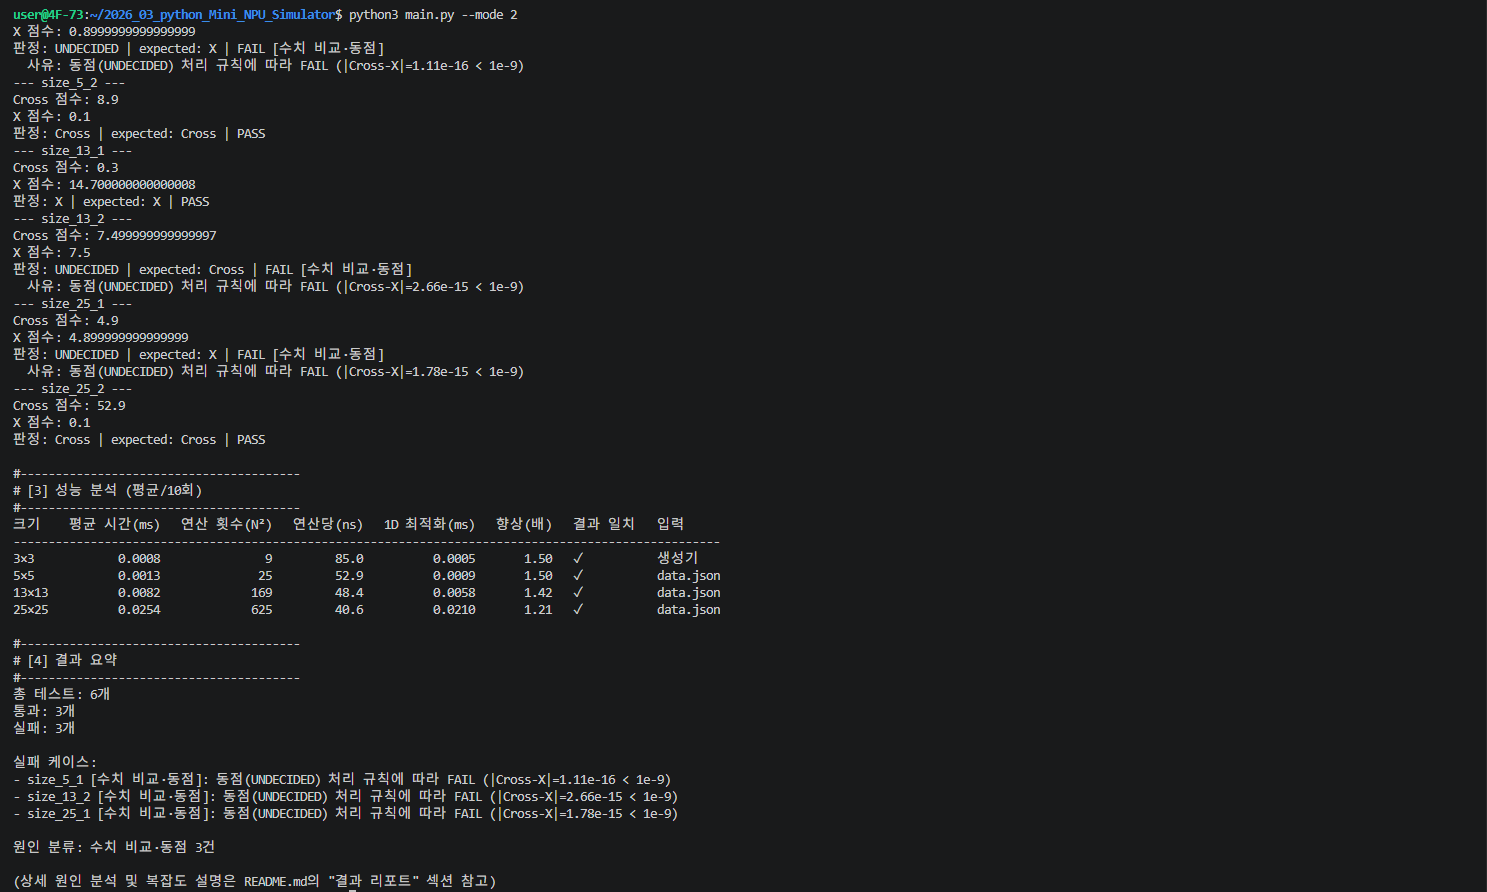 user@4F-73:~/2026_03_python_Mini_NPU_Simulator$ python3 main.py --mode 2
X 점수: 0.8999999999999999
판정: UNDECIDED | expected: X | FAIL [수치 비교·동점]
  사유: 동점(UNDECIDED) 처리 규칙에 따라 FAIL (|Cross-X|=1.11e-16 < 1e-9)
--- size_5_2 ---
Cross 점수: 8.9
X 점수: 0.1
판정: Cross | expected: Cross | PASS
--- size_13_1 ---
Cross 점수: 0.3
X 점수: 14.700000000000008
판정: X | expected: X | PASS
--- size_13_2 ---
Cross 점수: 7.499999999999997
X 점수: 7.5
판정: UNDECIDED | expected: Cross | FAIL [수치 비교·동점]
  사유: 동점(UNDECIDED) 처리 규칙에 따라 FAIL (|Cross-X|=2.66e-15 < 1e-9)
--- size_25_1 ---
Cross 점수: 4.9
X 점수: 4.899999999999999
판정: UNDECIDED | expected: X | FAIL [수치 비교·동점]
  사유: 동점(UNDECIDED) 처리 규칙에 따라 FAIL (|Cross-X|=1.78e-15 < 1e-9)
--- size_25_2 ---
Cross 점수: 52.9
X 점수: 0.1
판정: Cross | expected: Cross | PASS
#----------------------------------------
# [3] 성능 분석 (평균/10회)
#----------------------------------------
크기    평균 시간(ms)   연산 횟수(N²)   연산당(ns)   1D 최적화(ms)   향상(배)   결과 일치   입력
-----------------------------------------------------------------------------------------------------
3×3            0.0008               9         85.0          0.0005       1.50   ✓          생성기
5×5            0.0013              25         52.9          0.0009       1.50   ✓          data.json
13×13          0.0082             169         48.4          0.0058       1.42   ✓          data.json
25×25          0.0254             625         40.6          0.0210       1.21   ✓          data.json
#----------------------------------------
# [4] 결과 요약
#----------------------------------------
총 테스트: 6개
통과: 3개
실패: 3개
실패 케이스:
- size_5_1 [수치 비교·동점]: 동점(UNDECIDED) 처리 규칙에 따라 FAIL (|Cross-X|=1.11e-16 < 1e-9)
- size_13_2 [수치 비교·동점]: 동점(UNDECIDED) 처리 규칙에 따라 FAIL (|Cross-X|=2.66e-15 < 1e-9)
- size_25_1 [수치 비교·동점]: 동점(UNDECIDED) 처리 규칙에 따라 FAIL (|Cross-X|=1.78e-15 < 1e-9)
원인 분류: 수치 비교·동점 3건
(상세 원인 분석 및 복잡도 설명은 README.md의 "결과 리포트" 섹션 참고)